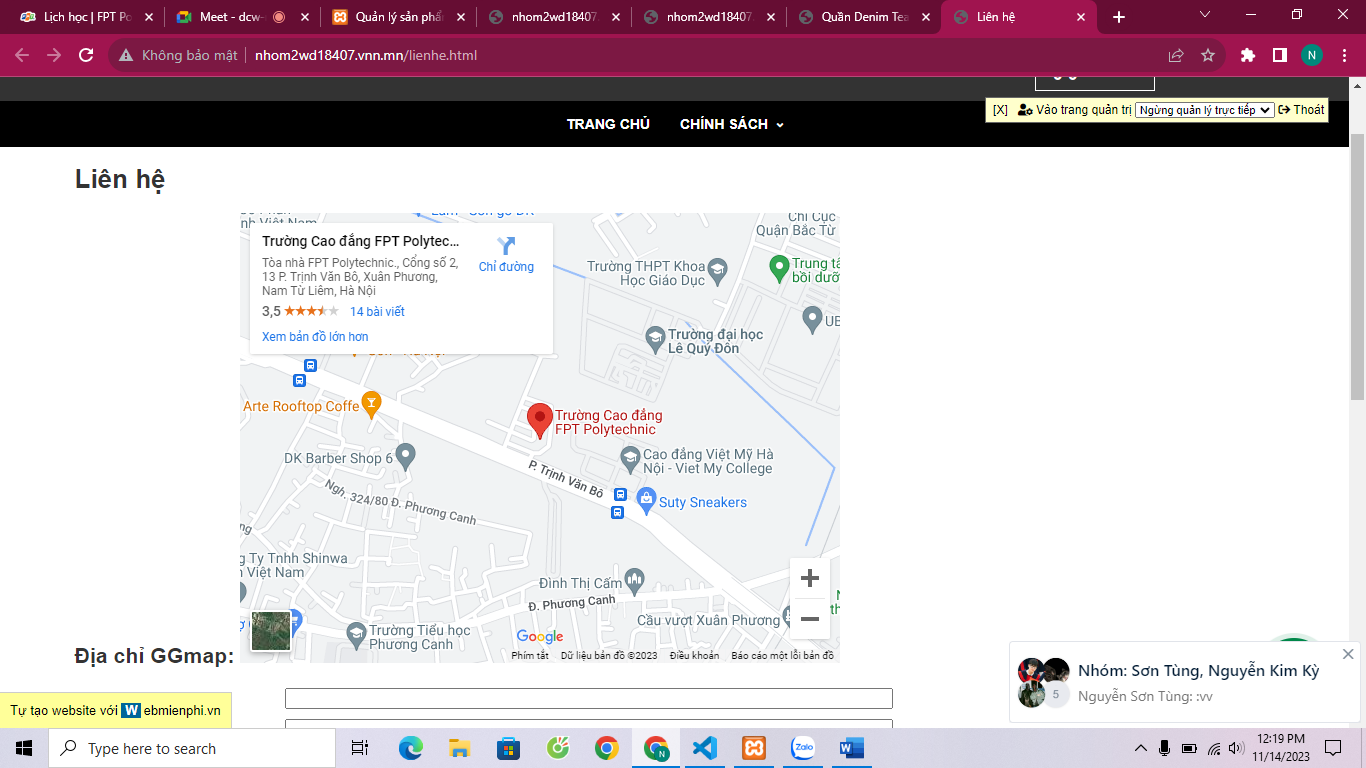 Lịch học | FPT Po
Meet - dcw-
Quản lý sản phẩ
nhom2wd18407.
nhom2wd18407.
Quần Denim Tea
Liên hệ
Không bảo mật
nhom2wd18407.vnn.mn/lienhe.html
N
[X] Vào trang quản trị Ngừng quản lý trực tiếp Thoát
TRANG CHỦ CHÍNH SÁCH
Liên hệ
Trường Cao đẳng FPT Polytec...
Tòa nhà FPT Polytechnic., Cổng số 2,
13 P. Trịnh Văn Bô, Xuân Phương,
Nam Từ Liêm, Hà Nội
3,5 14 bài viết
Xem bản đồ lớn hơn
Chỉ đường
Chi Cục
Quận Bắc Từ
Trường THPT Khoa
Học Giáo Dục
Trung tâ
bồi dưỡ
UB
Trường đại học
Lê Quý Đôn
Arte Rooftop Coffe
Trường Cao đẳng
FPT Polytechnic
DK Barber Shop 6
Cao đẳng Việt Mỹ Hà
Nội - Viet My College
P. Trịnh Văn Bô
Ngh. 324/80 Đ. Phương Canh
Suty Sneakers
g Ty Tnhh Shinwa
Việt Nam
Đình Thị Cấm
Đ. Phương Canh
Cầu vượt Xuân Phương
Trường Tiểu học
Phương Canh
Google
Phím tắt Dữ liệu bản đồ ©2023 Điều khoản Báo cáo một lỗi bản đồ
Địa chỉ GGmap:
Nhóm: Sơn Tùng, Nguyễn Kim Kỳ
5
Nguyễn Sơn Tùng: :vv
Tự tạo website với W ebmienphi.vn
Type here to search
Zalo
12:19 PM
11/14/2023